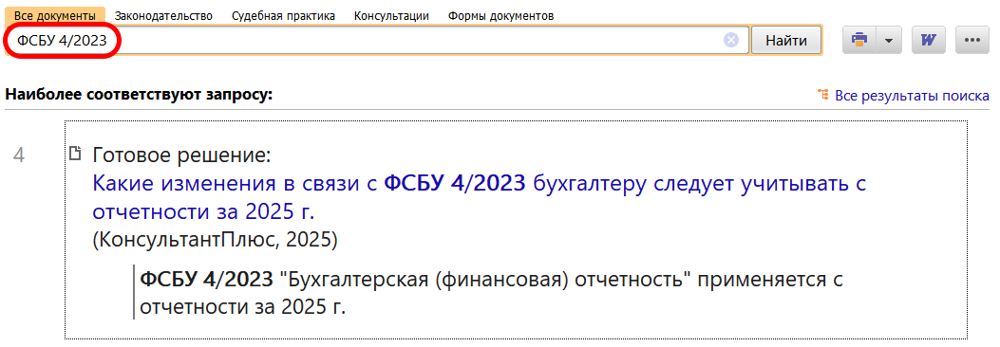 Все документы Законодательство Судебная практика Консультации Формы документов
ФСБУ 4/2023 Найти W
Наиболее соответствуют запросу: Все результаты поиска
4 Готовое решение:
Какие изменения в связи с ФСБУ 4/2023 бухгалтеру следует учитывать с
отчетности за 2025 г.
(КонсультантПлюс, 2025)
ФСБУ 4/2023 "Бухгалтерская (финансовая) отчетность" применяется с
отчетности за 2025 г.